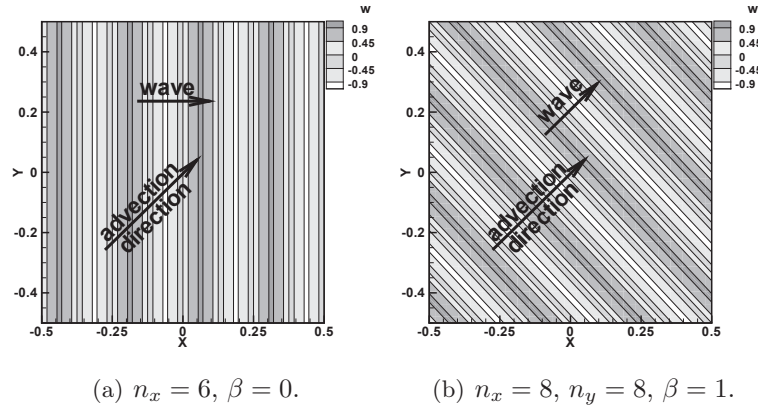 w
0.9
0.45
0
-0.45
-0.9
Y
0.4
0.2
0
-0.2
-0.4
wave
advection
direction
-0.5
-0.25
0
0.25
0.5
X
(a) nₓ = 6, β = 0.
w
0.9
0.45
0
-0.45
-0.9
Y
0.4
0.2
0
-0.2
-0.4
wave
advection
direction
-0.5
-0.25
0
0.25
0.5
X
(b) nₓ = 8, n_y = 8, β = 1.